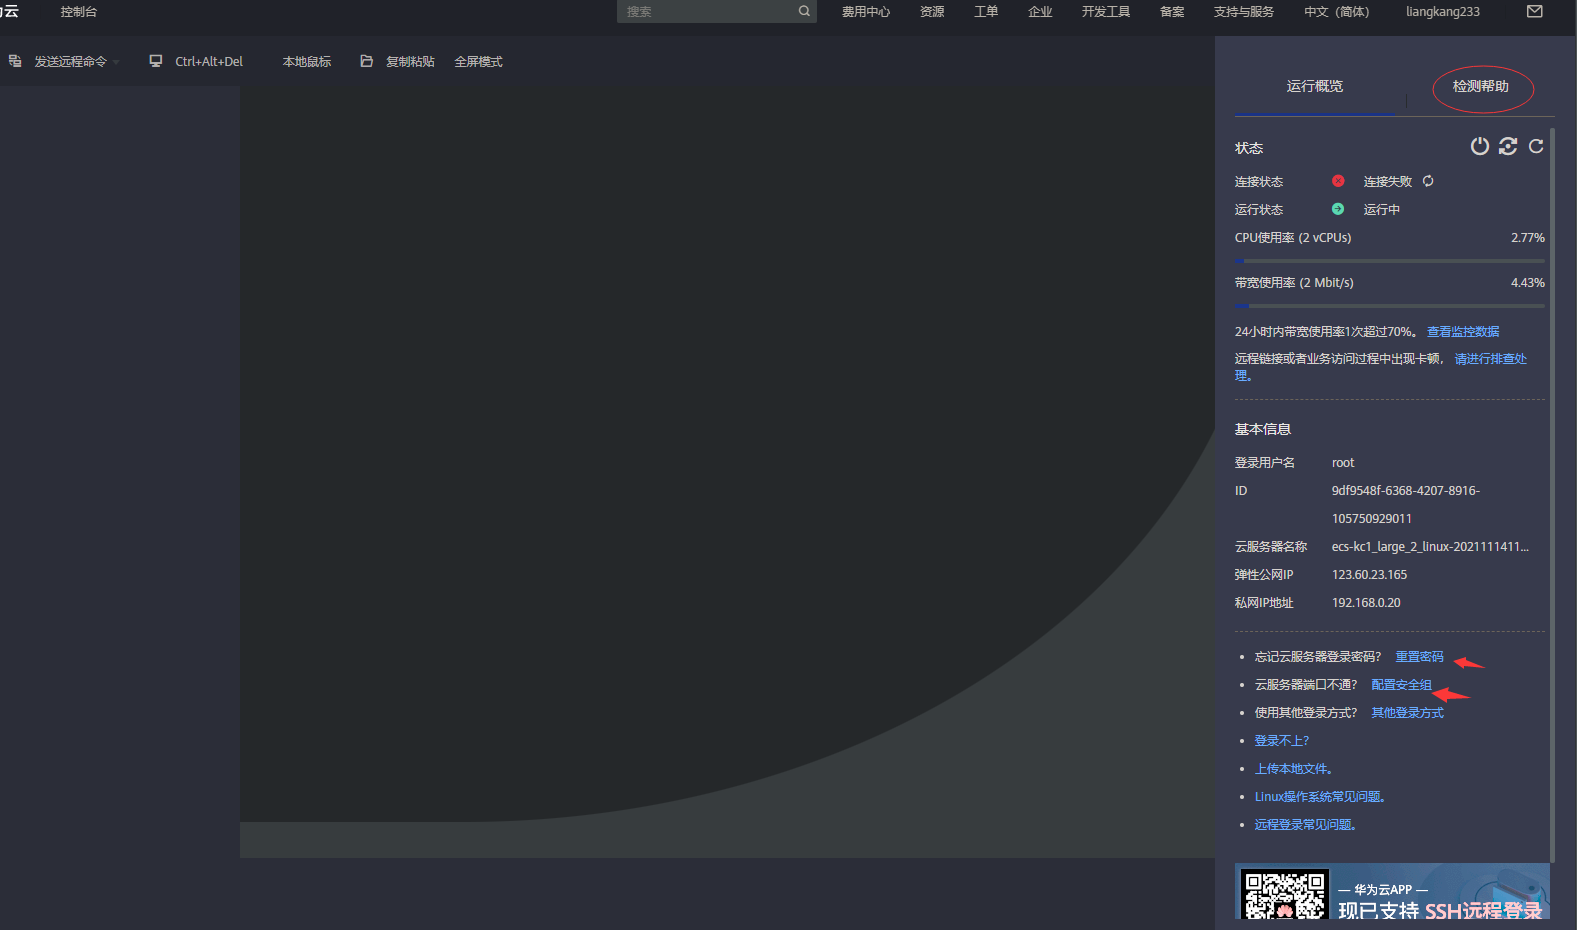 云
控制台
搜索
费用中心
资源
工单
企业
开发工具
备案
支持与服务
中文（简体）
liangkang233
发送远程命令
Ctrl+Alt+Del
本地鼠标
复制粘贴
全屏模式
运行概览
检测帮助
状态
连接状态 连接失败
运行状态 运行中
CPU使用率 (2 vCPUs) 2.77%
带宽使用率 (2 Mbit/s) 4.43%
24小时内带宽使用率1次超过70%。 查看监控数据
远程链接或者业务访问过程中出现卡顿， 请进行排查处
理。
基本信息
登录用户名 root
ID 9df9548f-6368-4207-8916-
105750929011
云服务器名称 ecs-kc1_large_2_linux-2021111411...
弹性公网IP 123.60.23.165
私网IP地址 192.168.0.20
忘记云服务器登录密码？ 重置密码
云服务器端口不通？ 配置安全组
使用其他登录方式？ 其他登录方式
登录不上？
上传本地文件。
Linux操作系统常见问题。
远程登录常见问题。
— 华为云APP —
现已支持 SSH远程登录